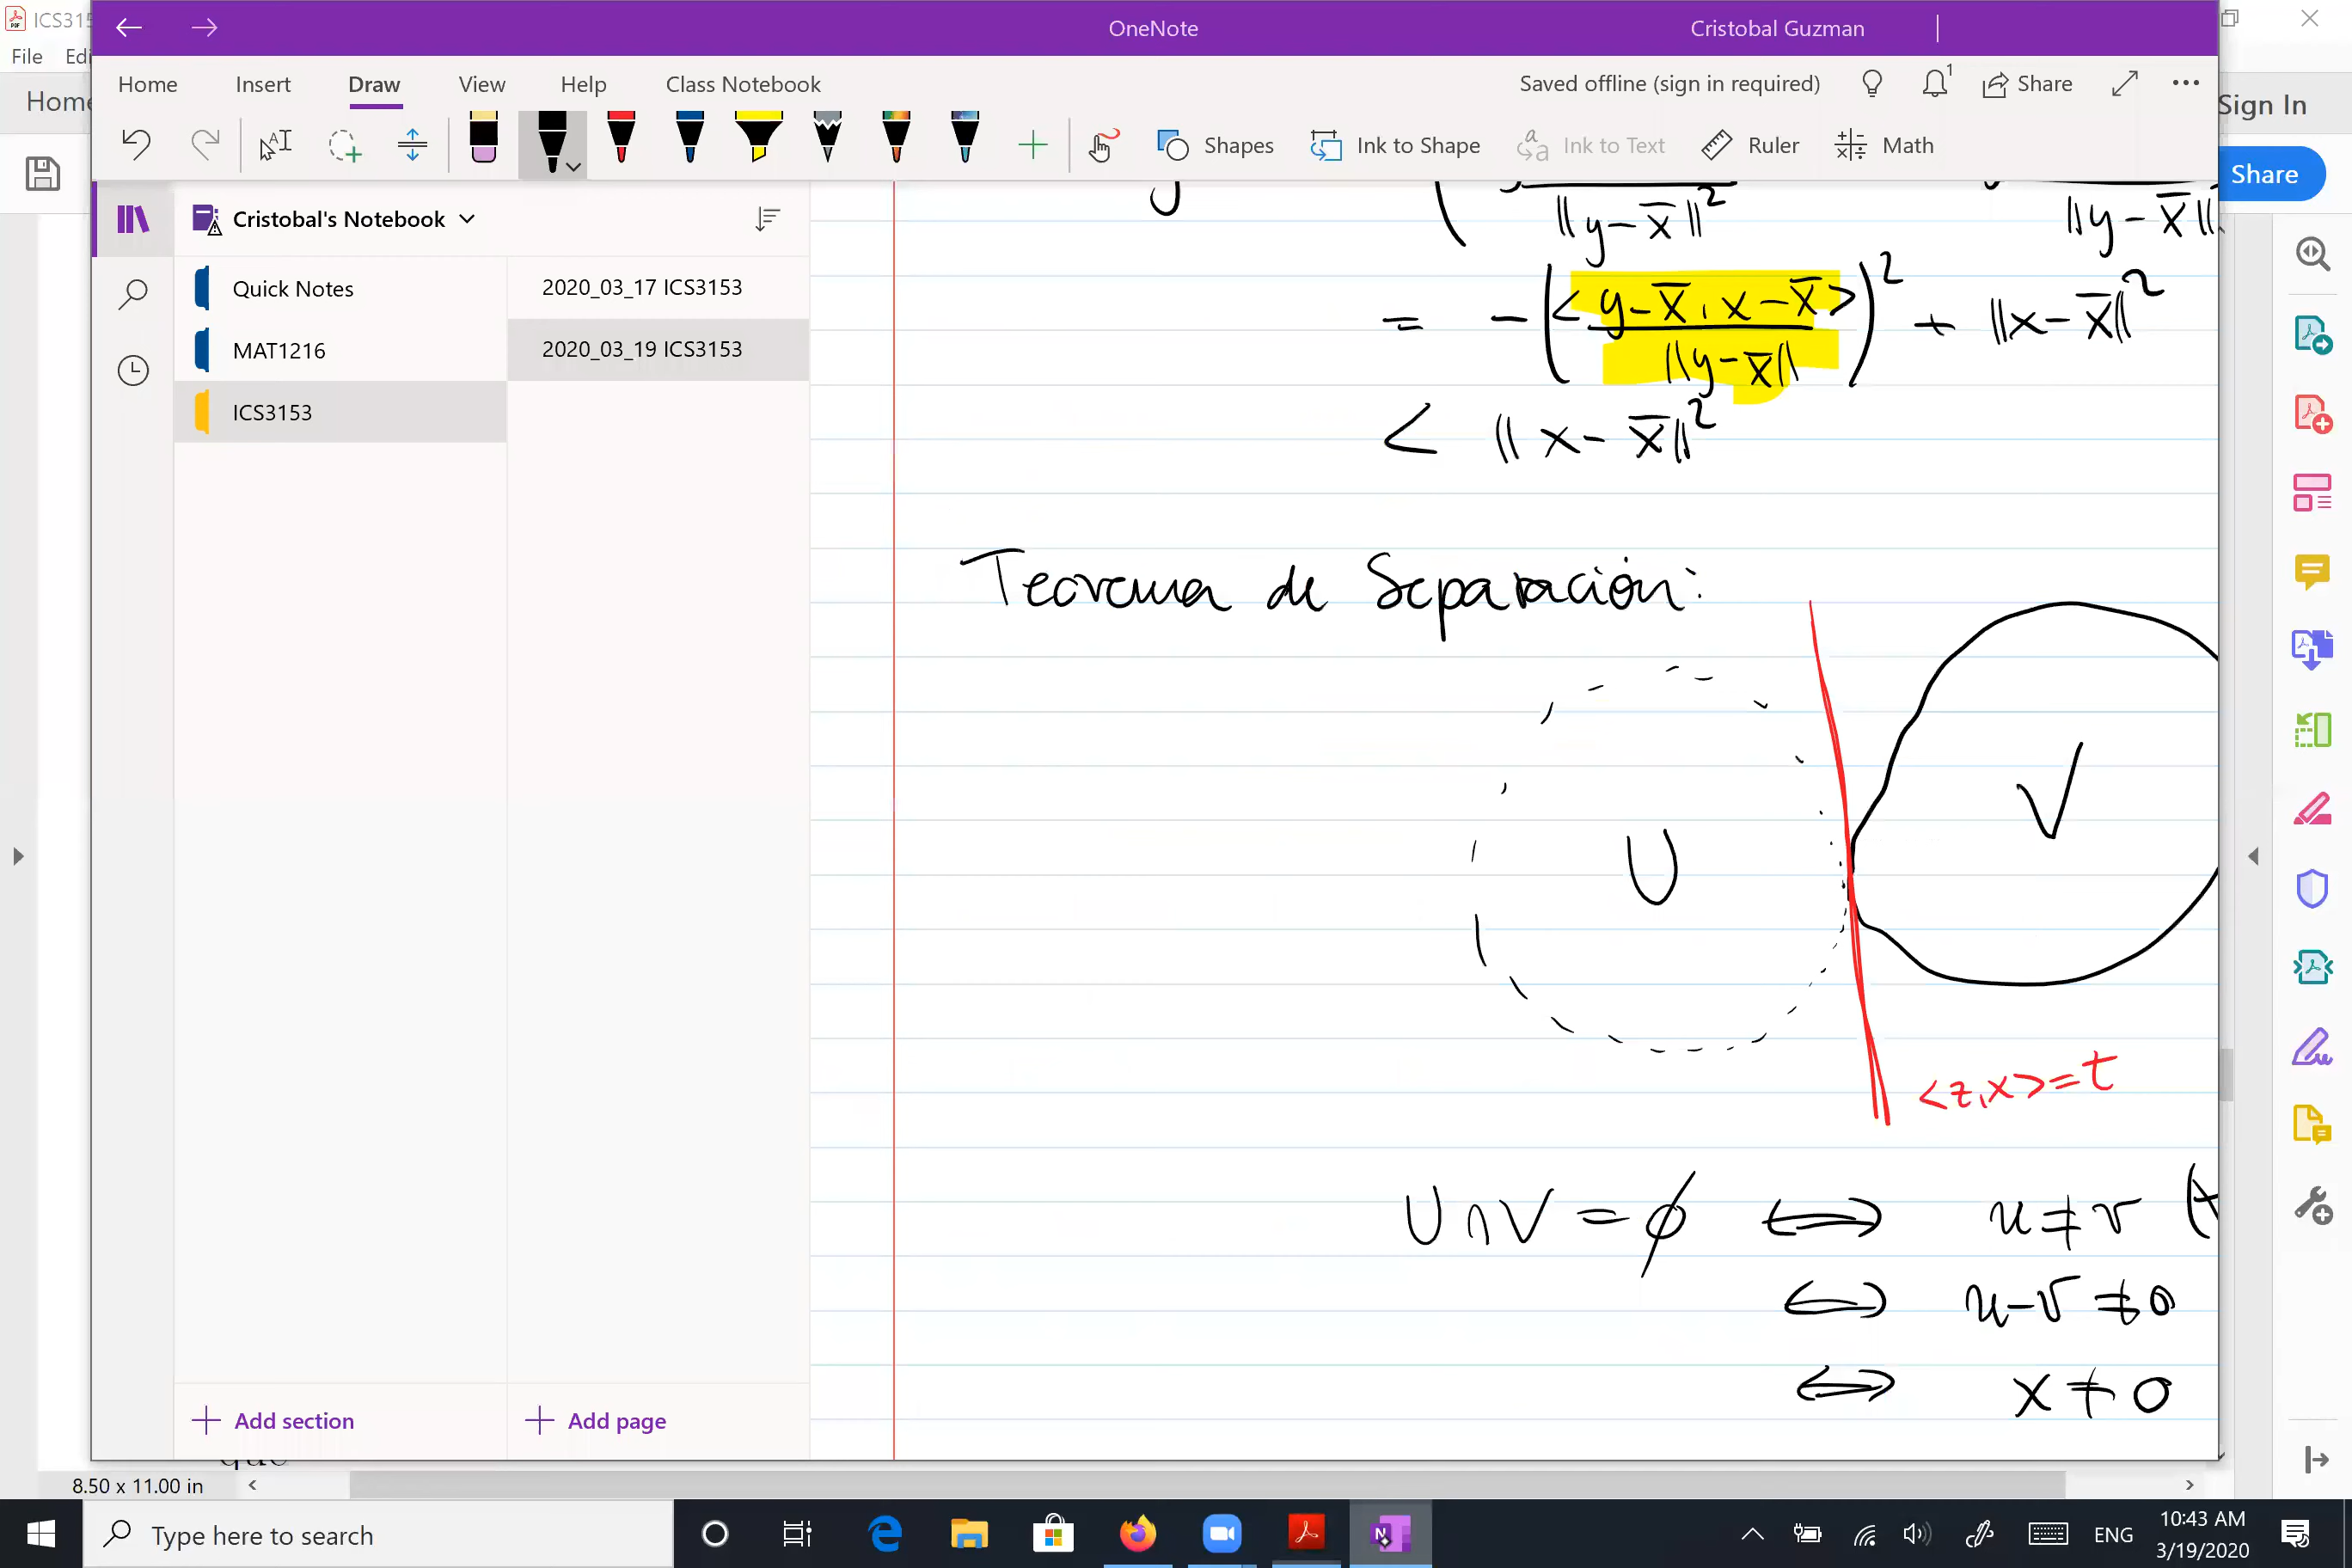 ICS315
OneNote
Cristobal Guzman
File Edi
Home Insert Draw View Help Class Notebook
Saved offline (sign in required)
Share
Home
Sign In
Shapes Ink to Shape Ink to Text Ruler Math
Share
Cristobal's Notebook
Quick Notes
MAT1216
ICS3153
2020_03_17 ICS3153
2020_03_19 ICS3153
‖y-x̅‖² ‖y-x̅‖
= -(<y-x̅, x-x̅>/‖y-x̅‖)² + ‖x-x̅‖²
< ‖x-x̅‖²
Teorema de Separación:
U
V
<z,x>=t
U∩V=∅ ⟺ u≠v (∀
⟺ u-v≠0
⟺ x≠0
Add section
Add page
que
8.50 x 11.00 in
Type here to search
ENG
10:43 AM
3/19/2020